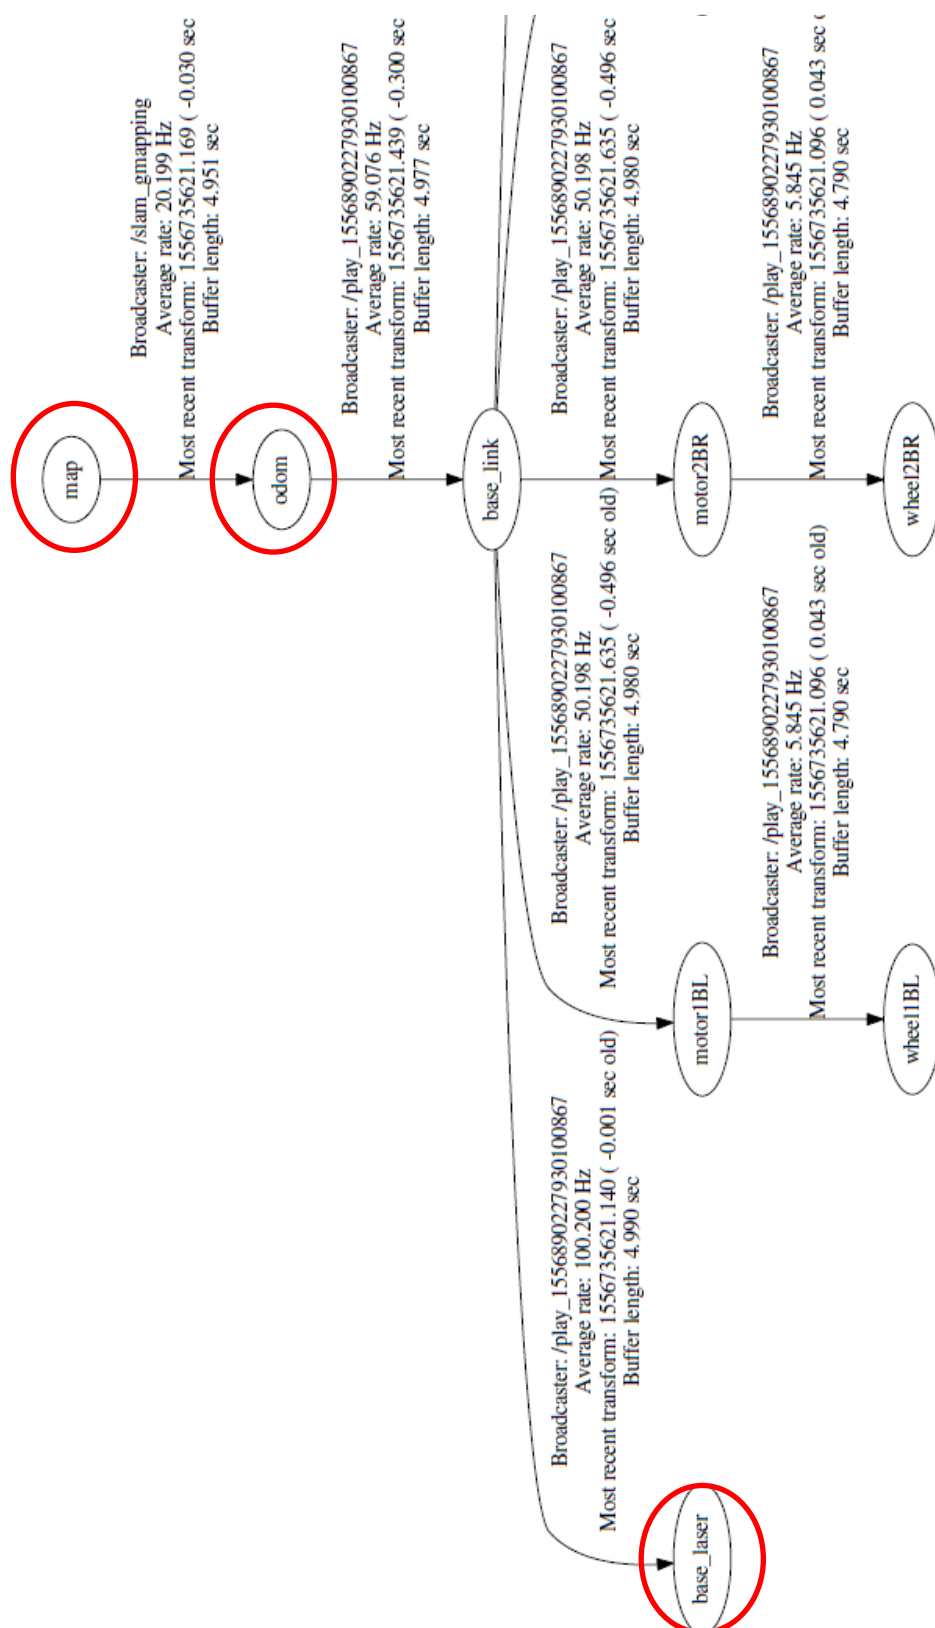 map
Broadcaster: /slam_gmapping
Average rate: 20.199 Hz
Most recent transform: 1556735621.169 ( -0.030 sec
Buffer length: 4.951 sec
odom
Broadcaster: /play_1556890227930100867
Average rate: 59.076 Hz
Most recent transform: 1556735621.439 ( -0.300 sec
Buffer length: 4.977 sec
base_link
Broadcaster: /play_1556890227930100867
Average rate: 100.200 Hz
Most recent transform: 1556735621.140 ( -0.001 sec old)
Buffer length: 4.990 sec
Broadcaster: /play_1556890227930100867
Average rate: 50.198 Hz
Most recent transform: 1556735621.635 ( -0.496 sec old)
Buffer length: 4.980 sec
Broadcaster: /play_1556890227930100867
Average rate: 50.198 Hz
Most recent transform: 1556735621.635 ( -0.496 sec
Buffer length: 4.980 sec
base_laser
motor1BL
motor2BR
Broadcaster: /play_1556890227930100867
Average rate: 5.845 Hz
Most recent transform: 1556735621.096 ( 0.043 sec old)
Buffer length: 4.790 sec
Broadcaster: /play_1556890227930100867
Average rate: 5.845 Hz
Most recent transform: 1556735621.096 ( 0.043 sec
Buffer length: 4.790 sec
wheel1BL
wheel2BR